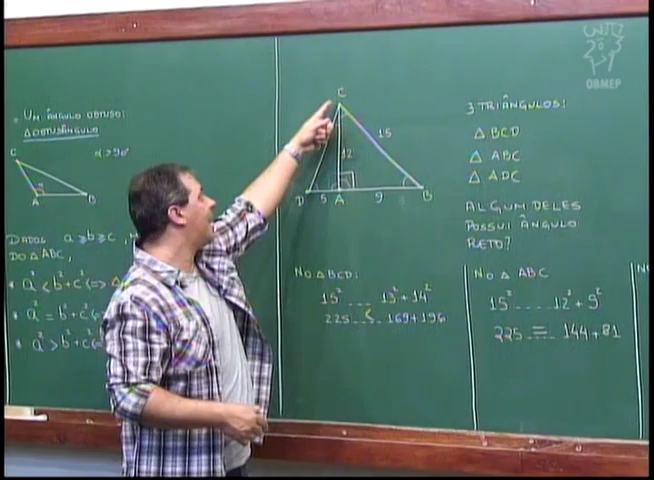 Um ângulo obtuso:
Δ obtusângulo
α > 90°
C
A
B
Dados a ≥ b ≥ c,
do Δ ABC,
a² < b² + c² <=> Δ
a² = b² + c² <=>
a² > b² + c² <=>
C
15
12
D 5 A 9 B
3 triângulos:
Δ BCD
Δ ABC
Δ ADC
Algum deles
possui ângulo
reto?
No Δ BCD:
15² .... 13² + 14²
225 ..<.. 169 + 196
No Δ ABC
15² ..... 12² + 9²
225 = 144 + 81
N
OBMEP